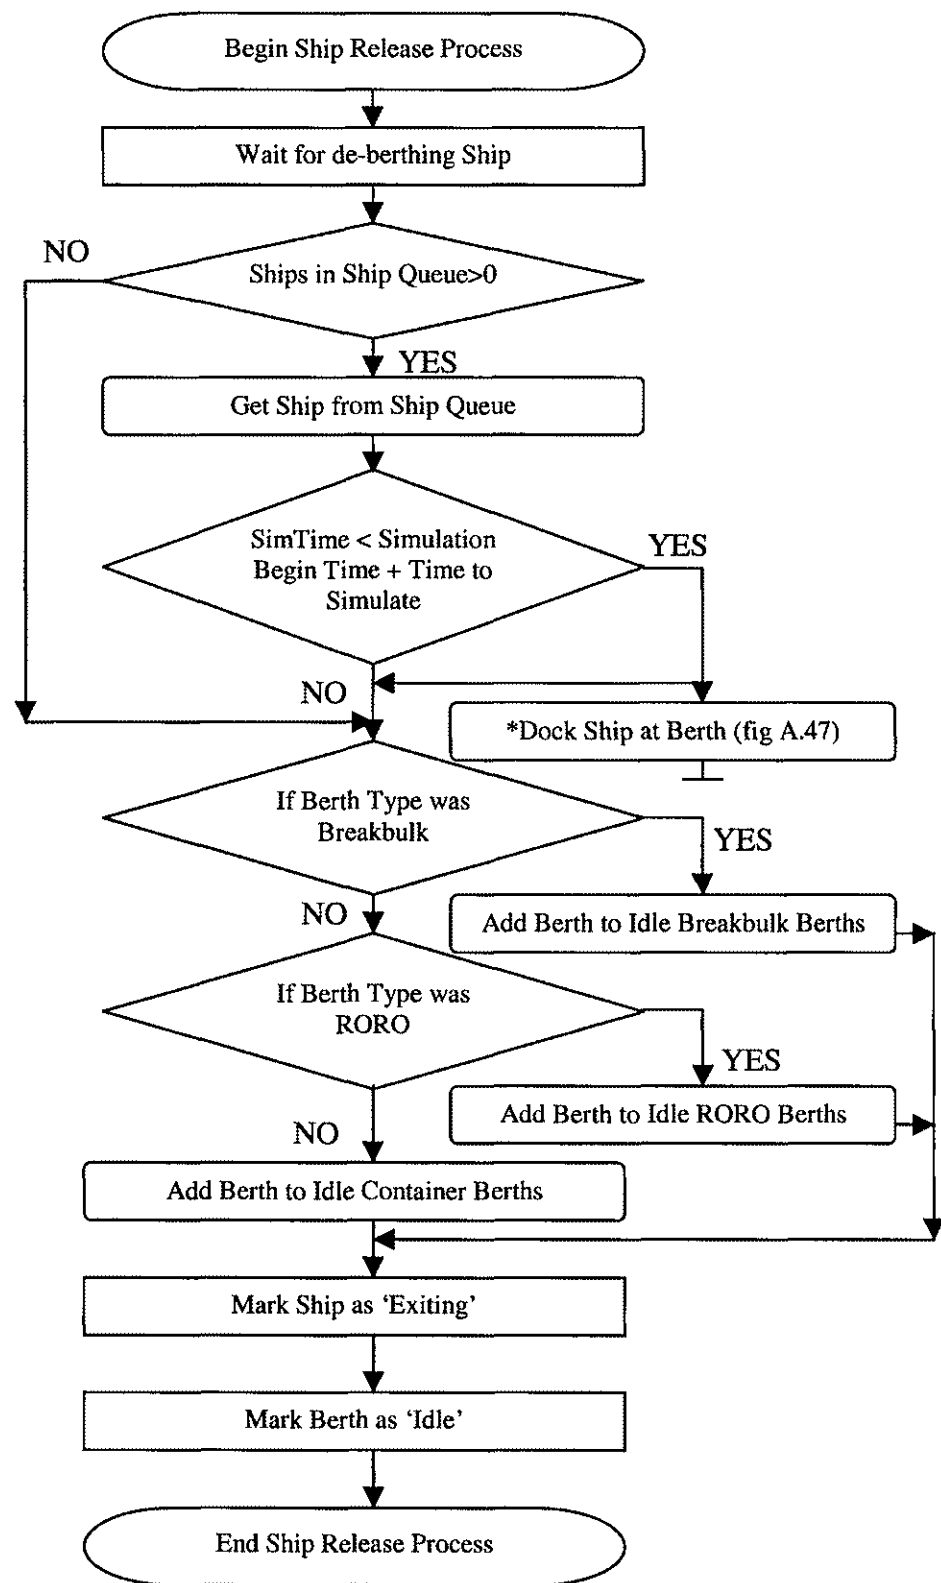 Begin Ship Release Process
Wait for de-berthing Ship
NO
Ships in Ship Queue>0
YES
Get Ship from Ship Queue
SimTime < Simulation
Begin Time + Time to
Simulate
YES
NO
*Dock Ship at Berth (fig A.47)
If Berth Type was
Breakbulk
YES
NO
Add Berth to Idle Breakbulk Berths
If Berth Type was
RORO
YES
Add Berth to Idle RORO Berths
NO
Add Berth to Idle Container Berths
Mark Ship as ‘Exiting’
Mark Berth as ‘Idle’
End Ship Release Process